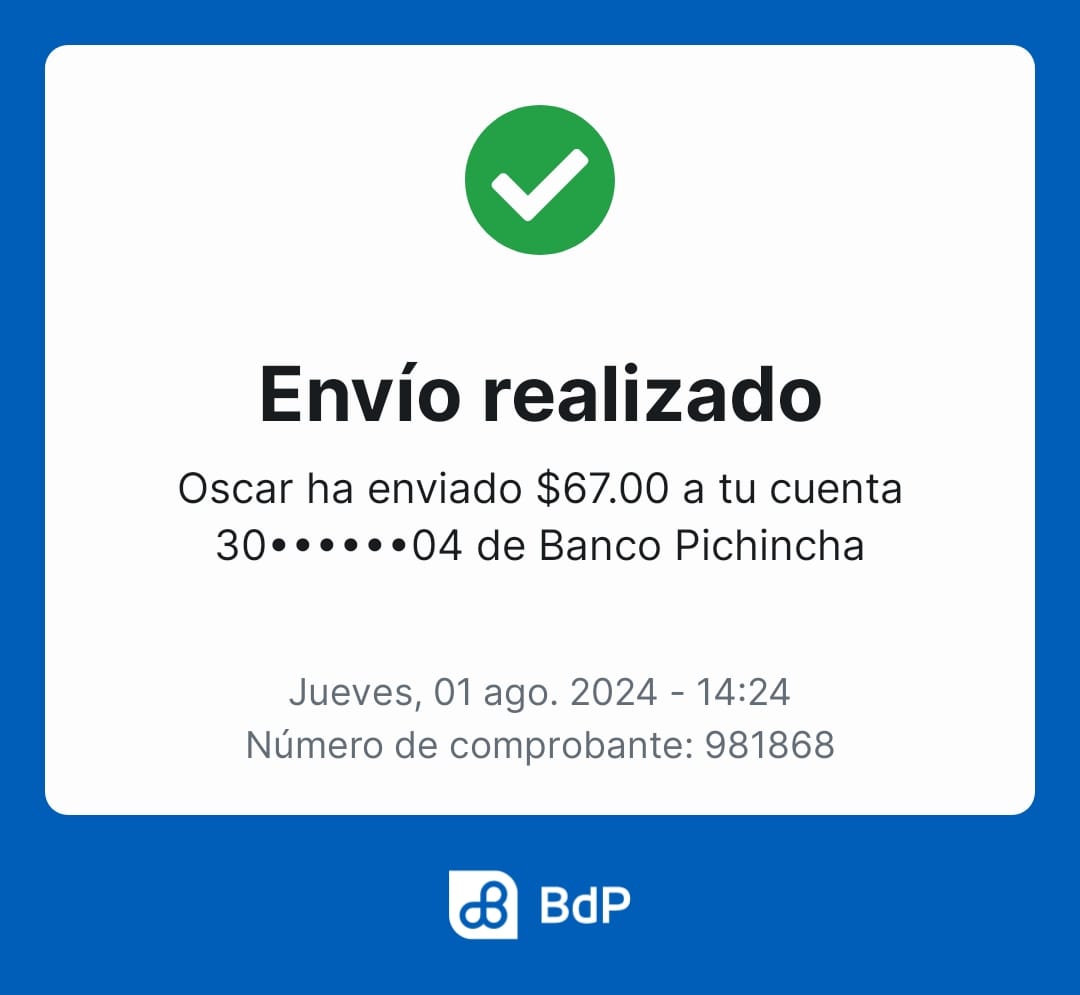 Envío realizado
Oscar ha enviado $67.00 a tu cuenta
30••••••04 de Banco Pichincha
Jueves, 01 ago. 2024 - 14:24
Número de comprobante: 981868
BdP